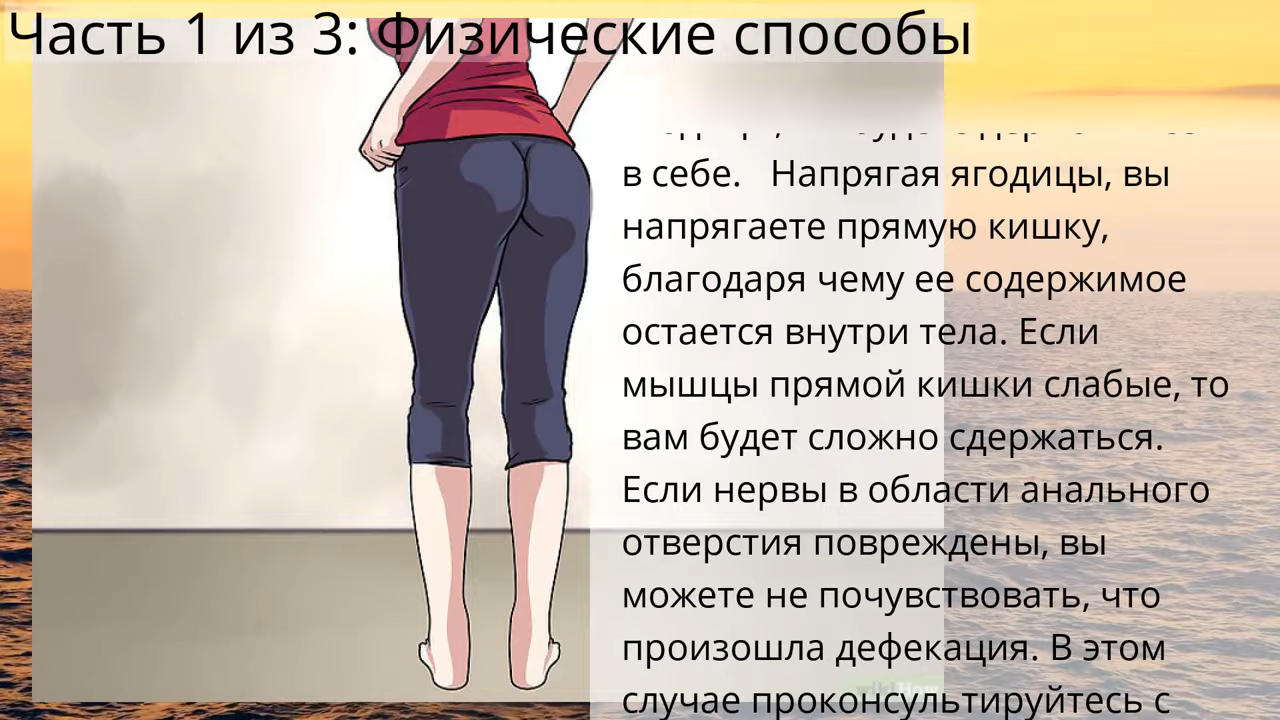 Часть 1 из 3: Физические способы
в себе. Напрягая ягодицы, вы
напрягаете прямую кишку,
благодаря чему ее содержимое
остается внутри тела. Если
мышцы прямой кишки слабые, то
вам будет сложно сдержаться.
Если нервы в области анального
отверстия повреждены, вы
можете не почувствовать, что
произошла дефекация. В этом
случае проконсультируйтесь с